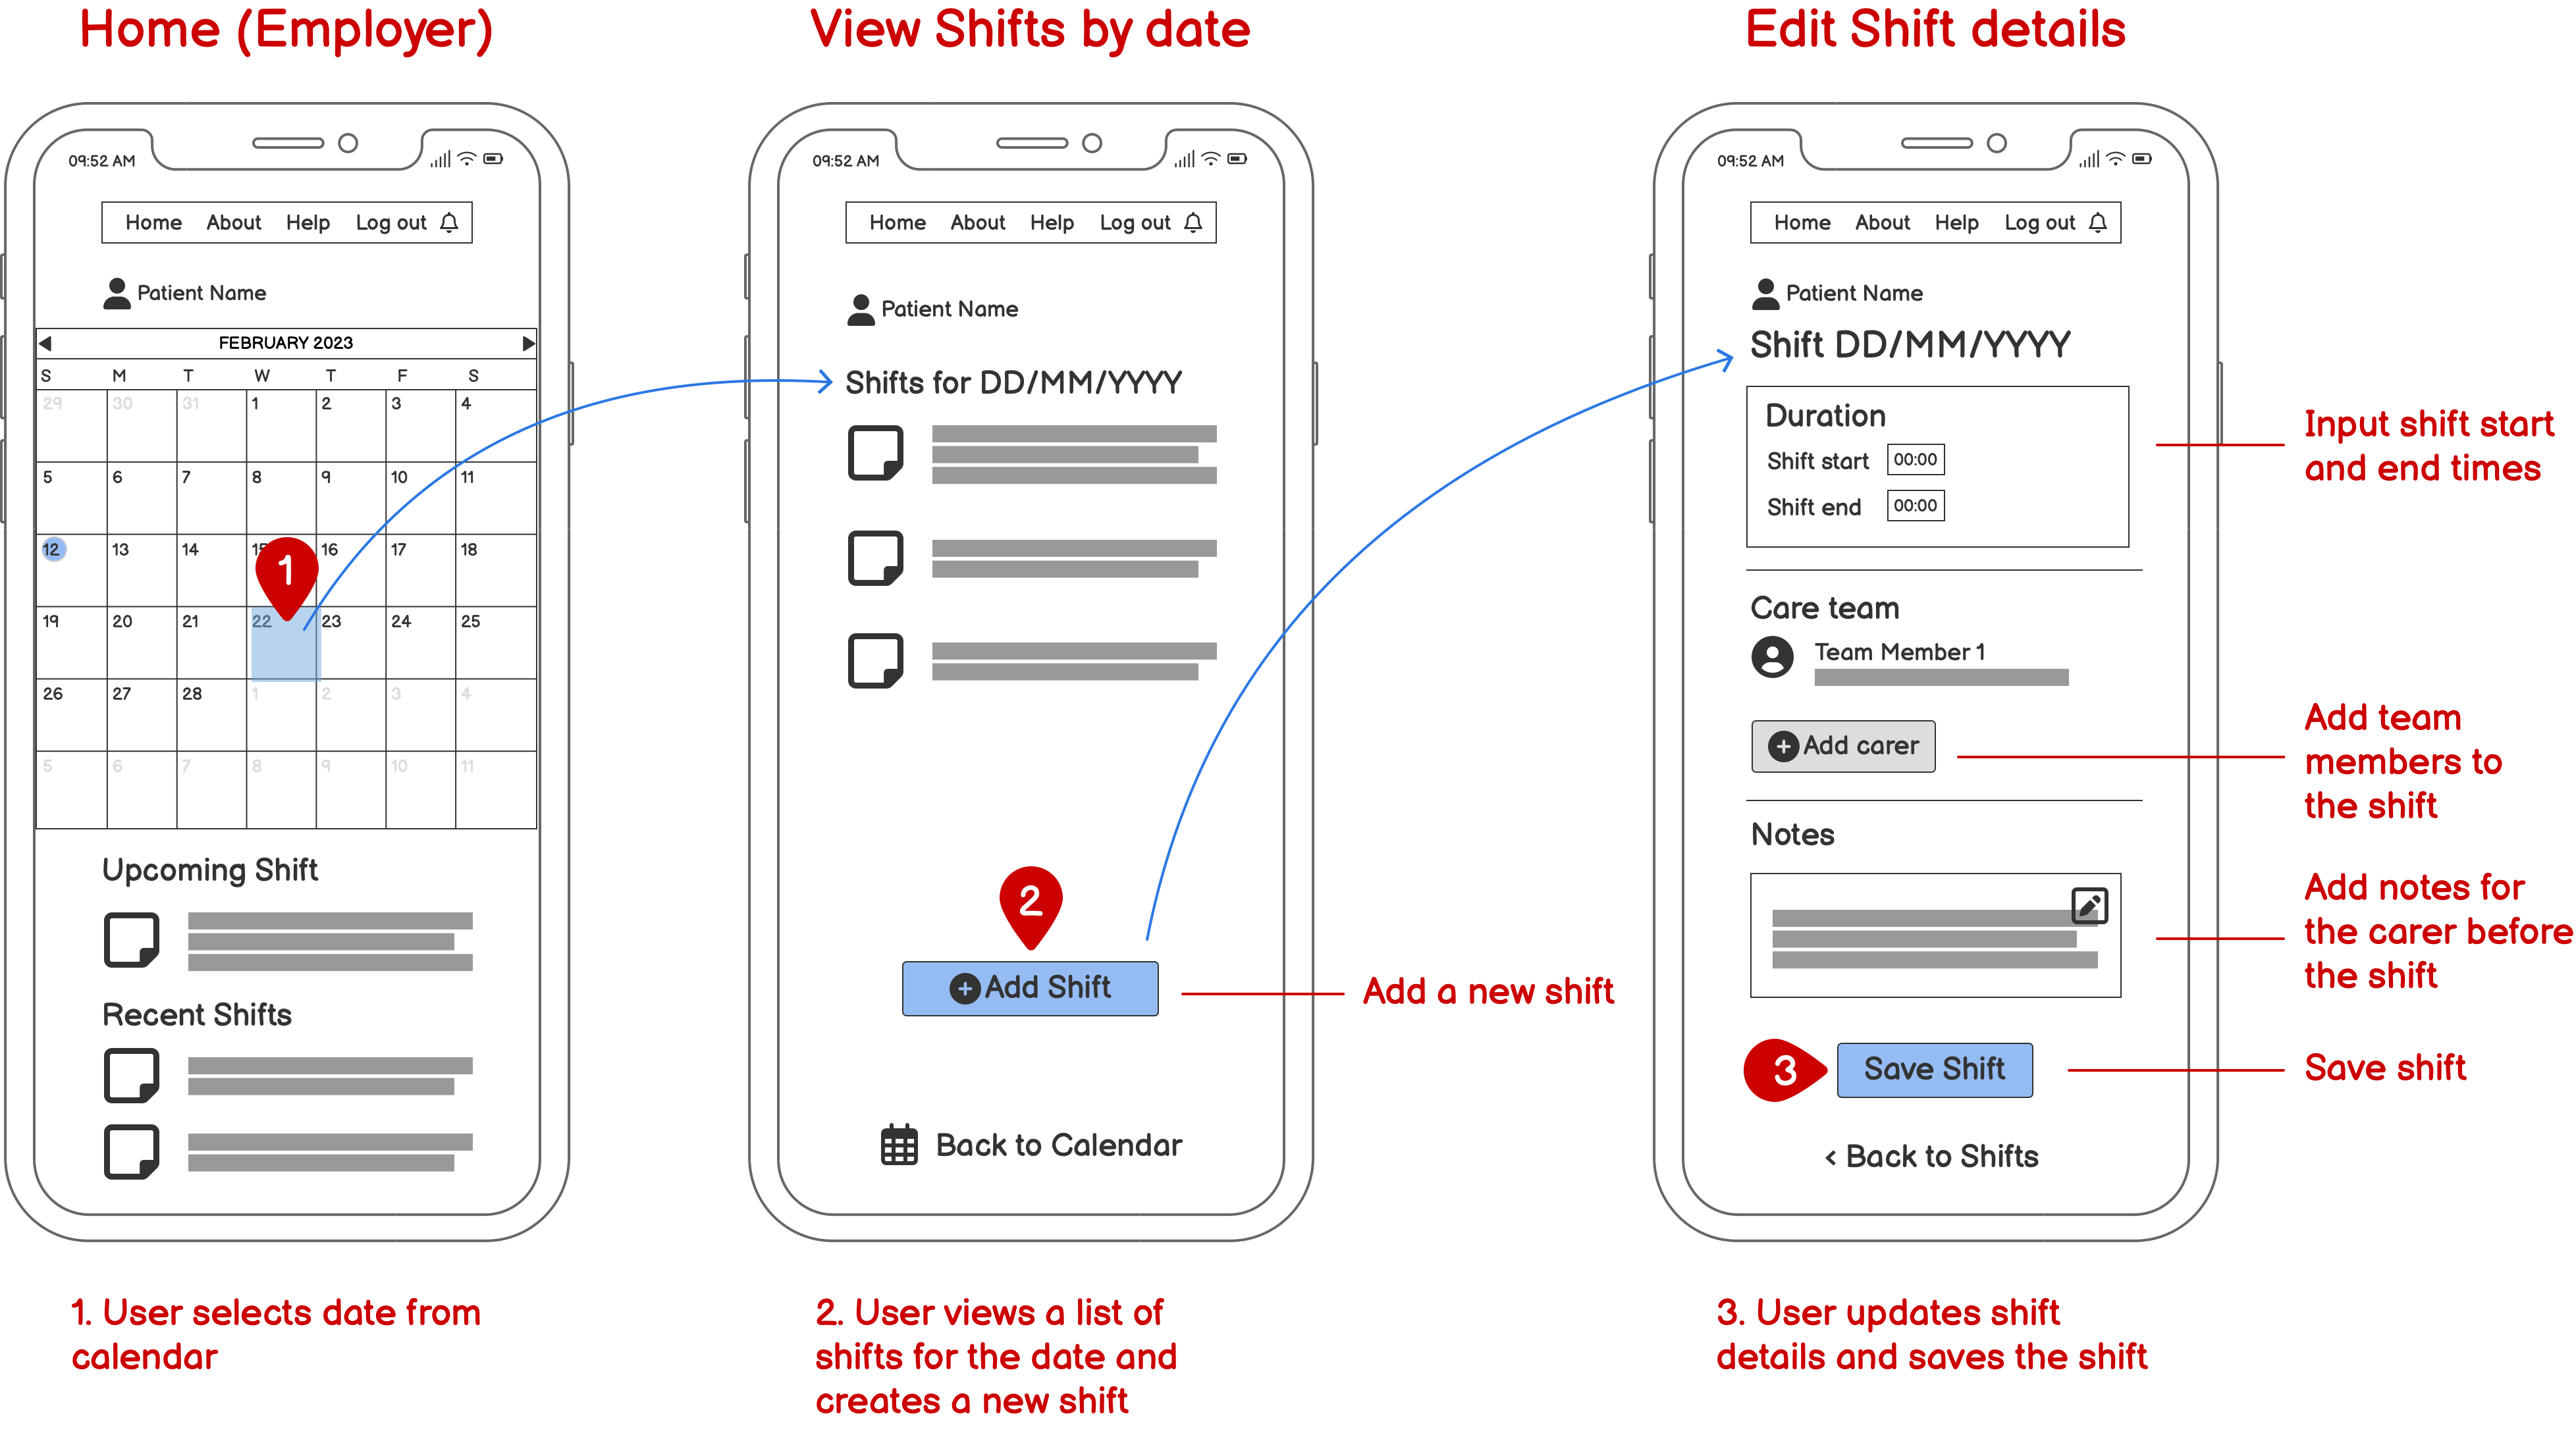 Home (Employer)
09:52 AM
Home About Help Log out
Patient Name
FEBRUARY 2023
S M T W T F S
29 30 31 1 2 3 4
5 6 7 8 9 10 11
12 13 14 15 16 17 18
1
19 20 21 22 23 24 25
26 27 28 1 2 3 4
5 6 7 8 9 10 11
Upcoming Shift
Recent Shifts
1. User selects date from
calendar
View Shifts by date
09:52 AM
Home About Help Log out
Patient Name
Shifts for DD/MM/YYYY
2
Add Shift
Add a new shift
Back to Calendar
2. User views a list of
shifts for the date and
creates a new shift
Edit Shift details
09:52 AM
Home About Help Log out
Patient Name
Shift DD/MM/YYYY
Duration
Shift start 00:00
Shift end 00:00
Input shift start
and end times
Care team
Team Member 1
Add carer
Add team
members to
the shift
Notes
Add notes for
the carer before
the shift
3
Save Shift
Save shift
< Back to Shifts
3. User updates shift
details and saves the shift